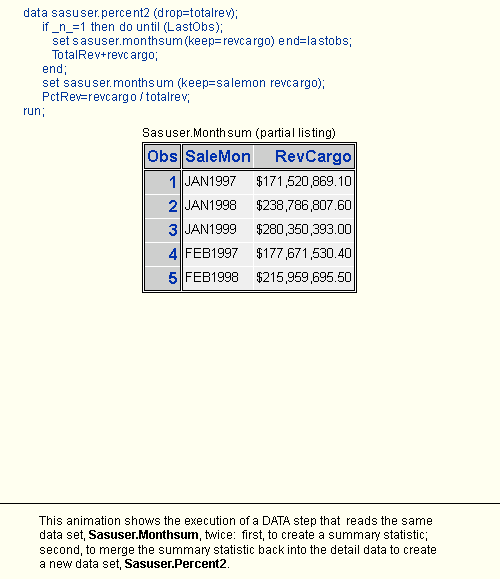 data sasuser.percent2 (drop=totalrev);
if _n_=1 then do until (LastObs);
set sasuser.monthsum(keep=revcargo) end=lastobs;
TotalRev+revcargo;
end;
set sasuser.monthsum (keep=salemon revcargo);
PctRev=revcargo / totalrev;
run;
Sasuser.Monthsum (partial listing)
Obs SaleMon RevCargo
1 JAN1997 $171,520,869.10
2 JAN1998 $238,786,807.60
3 JAN1999 $280,350,393.00
4 FEB1997 $177,671,530.40
5 FEB1998 $215,959,695.50
This animation shows the execution of a DATA step that reads the same
data set, Sasuser.Monthsum, twice: first, to create a summary statistic;
second, to merge the summary statistic back into the detail data to create
a new data set, Sasuser.Percent2.